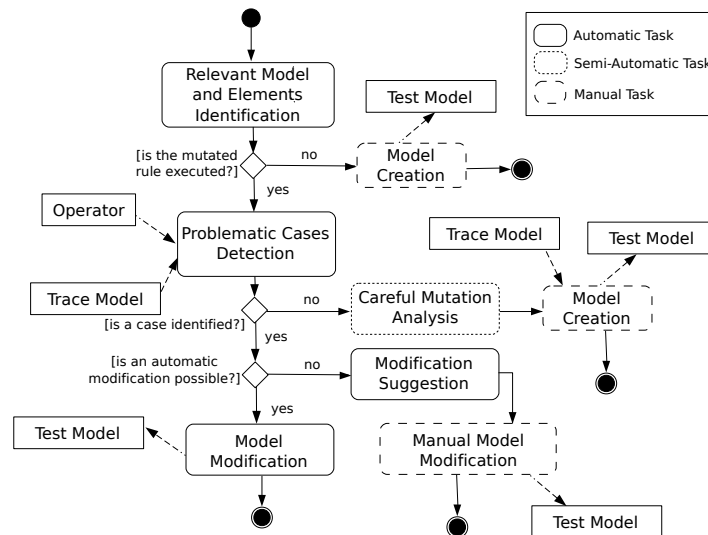 Relevant Model
and Elements
Identification
Automatic Task
Semi-Automatic Task
Manual Task
Test Model
[is the mutated
rule executed?]
no
Model
Creation
yes
Operator
Problematic Cases
Detection
Trace Model
Trace Model
Test Model
[is a case identified?]
no
Careful Mutation
Analysis
Model
Creation
yes
[is an automatic
modification possible?]
no
Modification
Suggestion
yes
Test Model
Model
Modification
Manual Model
Modification
Test Model